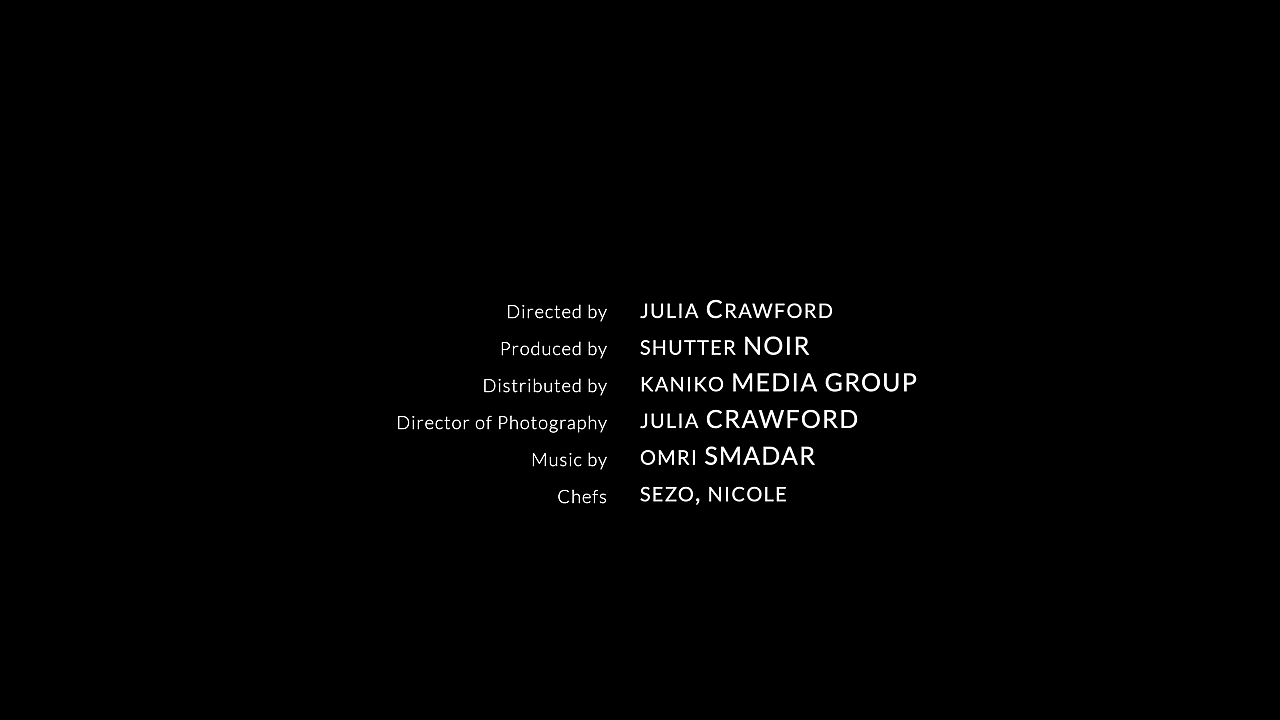 Directed by JULIA CRAWFORD
Produced by SHUTTER NOIR
Distributed by KANIKO MEDIA GROUP
Director of Photography JULIA CRAWFORD
Music by OMRI SMADAR
Chefs SEZO, NICOLE